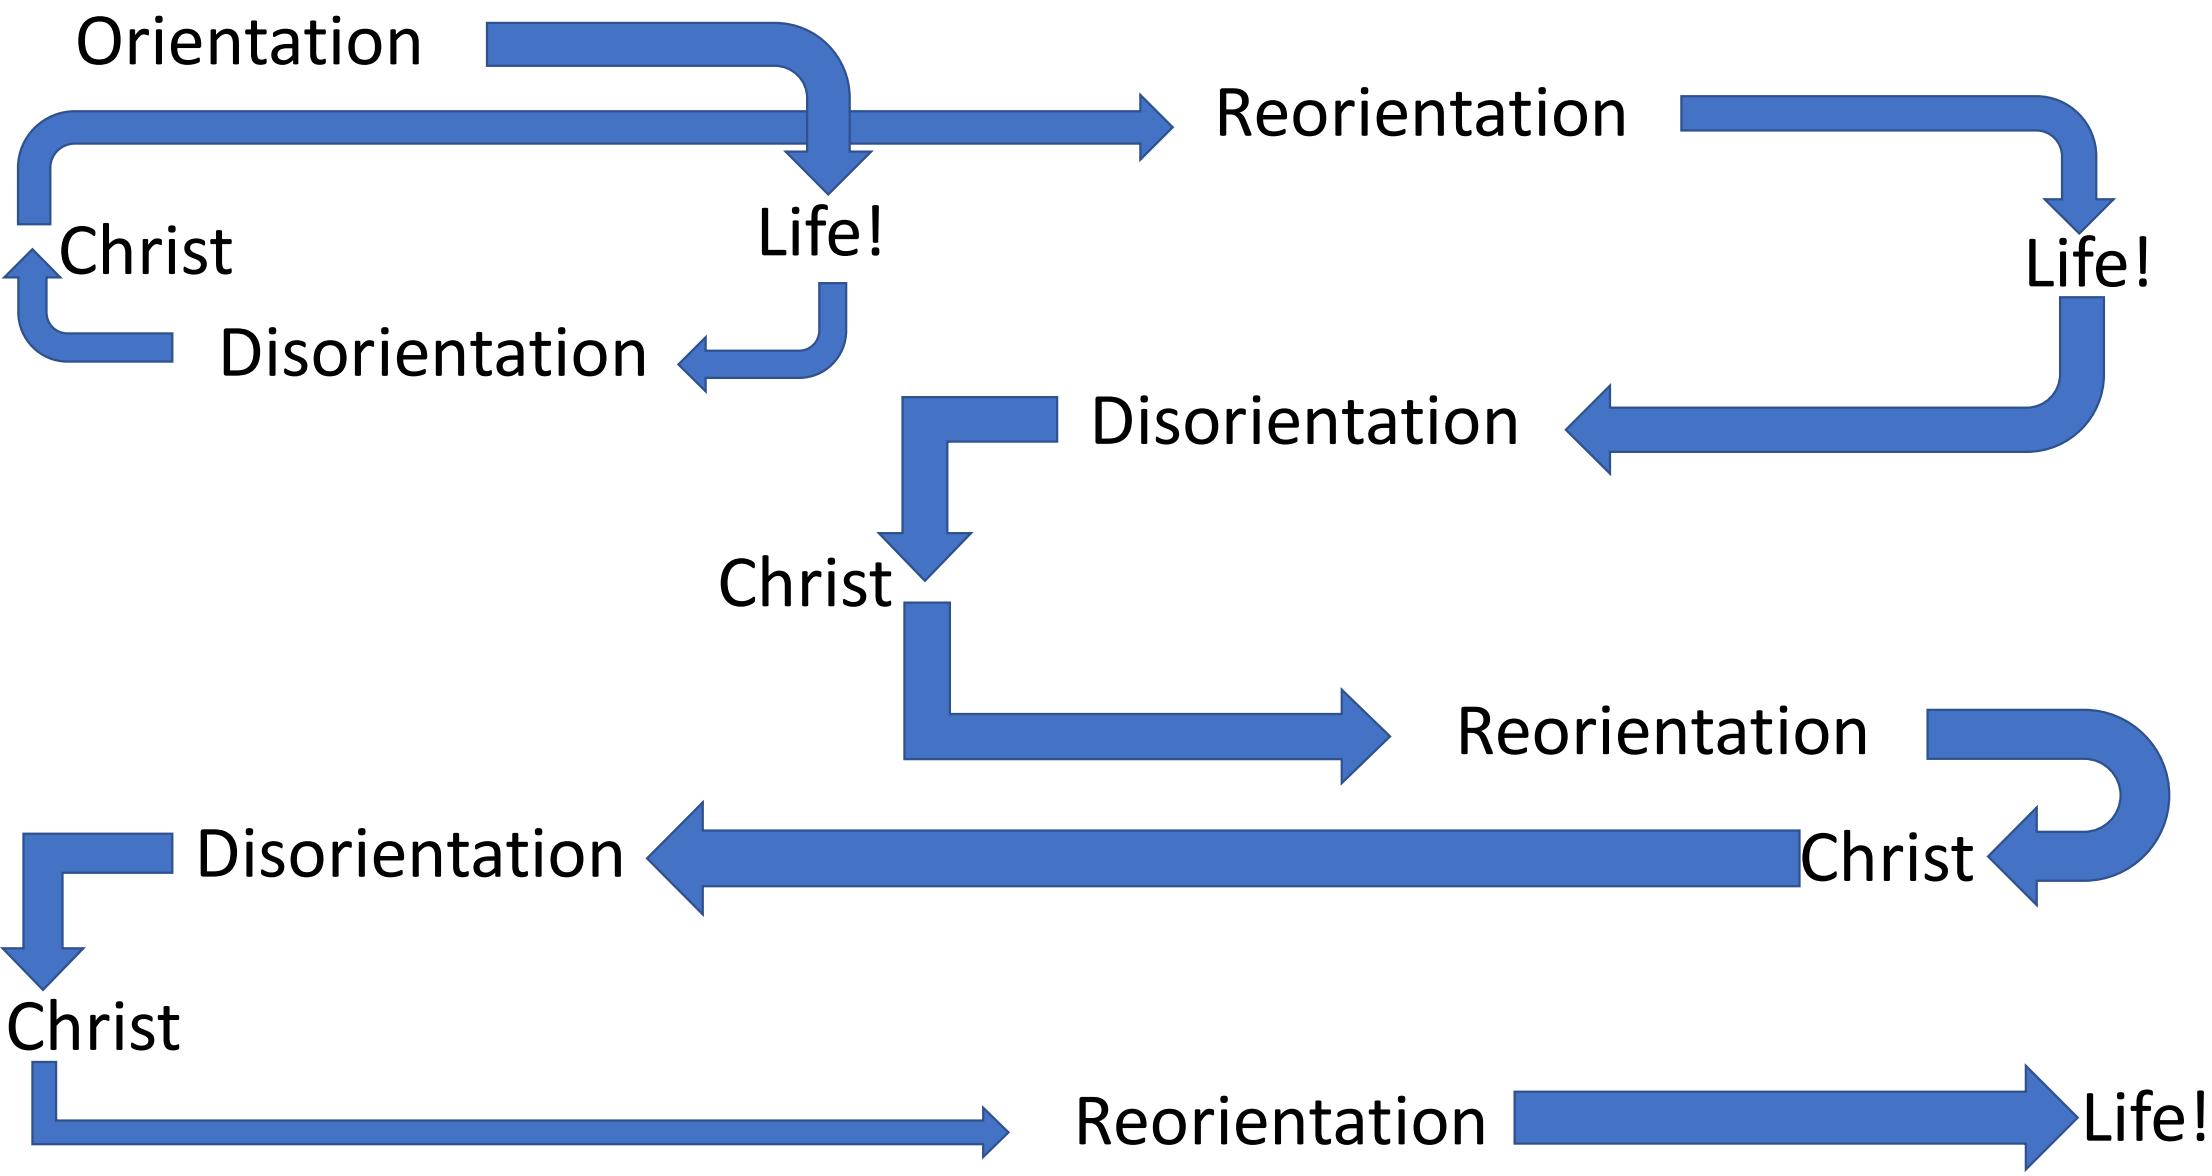 Orientation
Reorientation
Life!
Christ
Life!
Disorientation
Disorientation
Christ
Reorientation
Disorientation
Christ
Christ
Reorientation
Life!